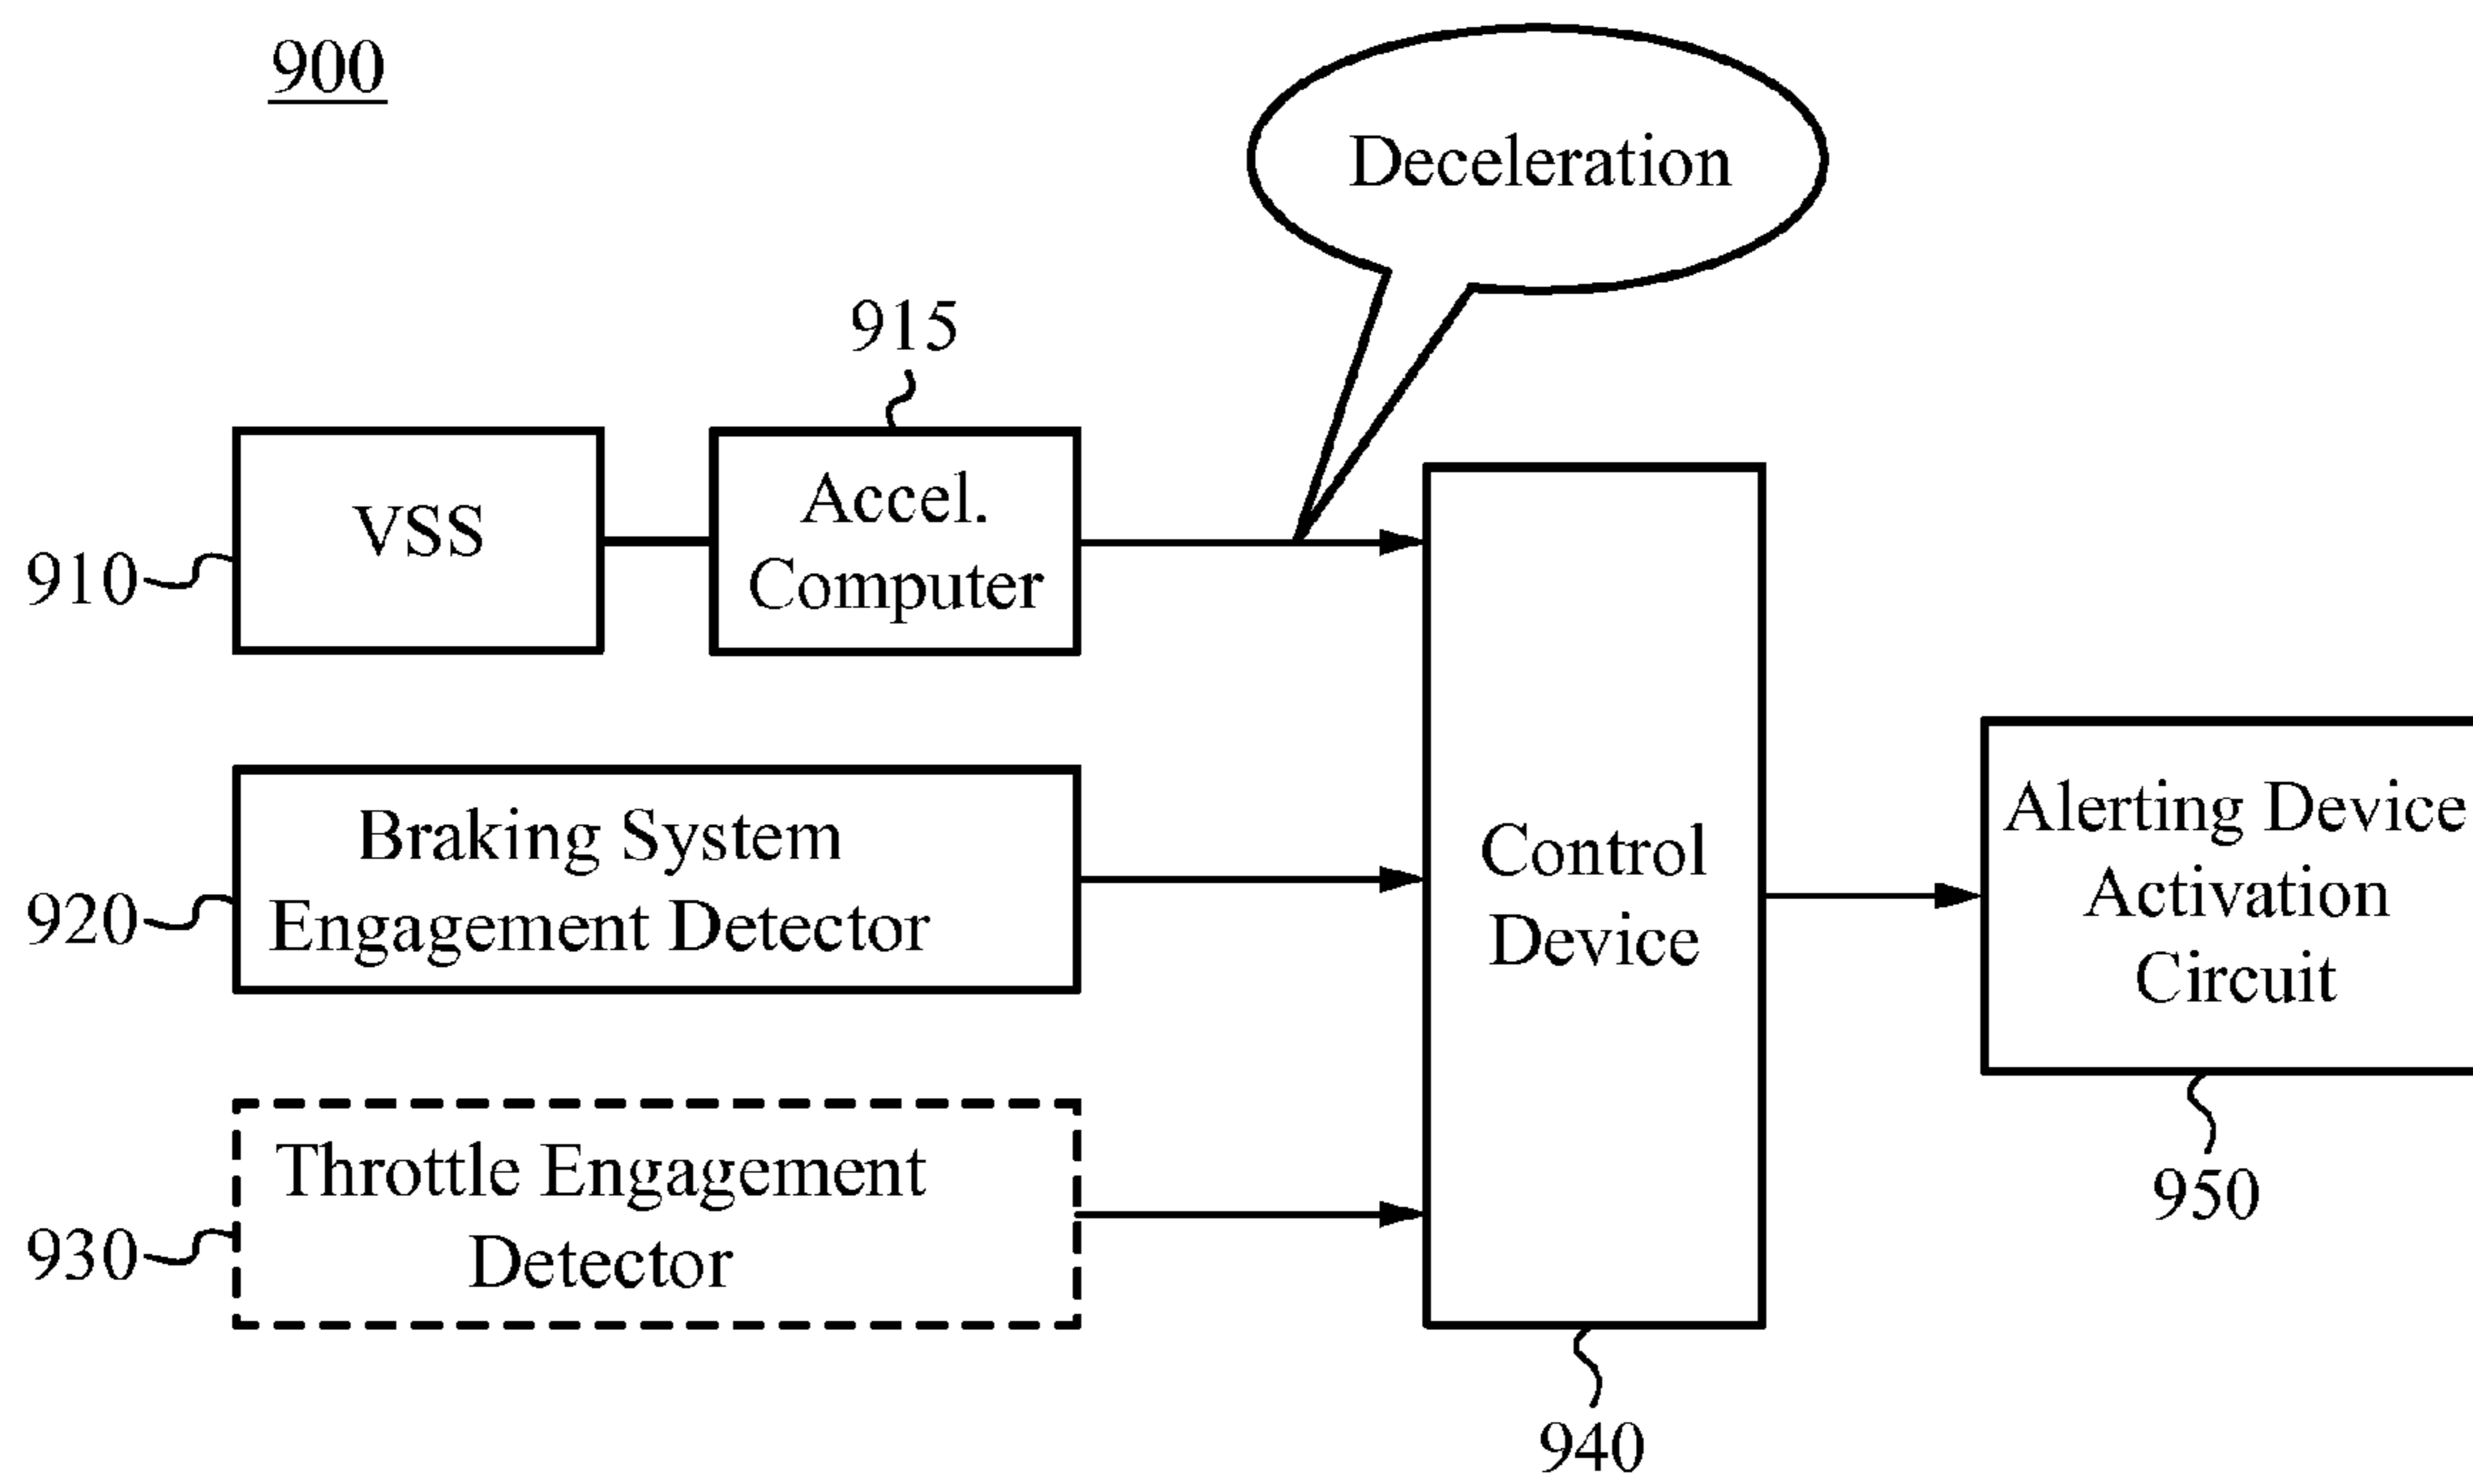 900
Deceleration
915
VSS
Accel.
Computer
910
Braking System
Engagement Detector
920
Control
Device
Alerting Device
Activation
Circuit
Throttle Engagement
Detector
930
950
940